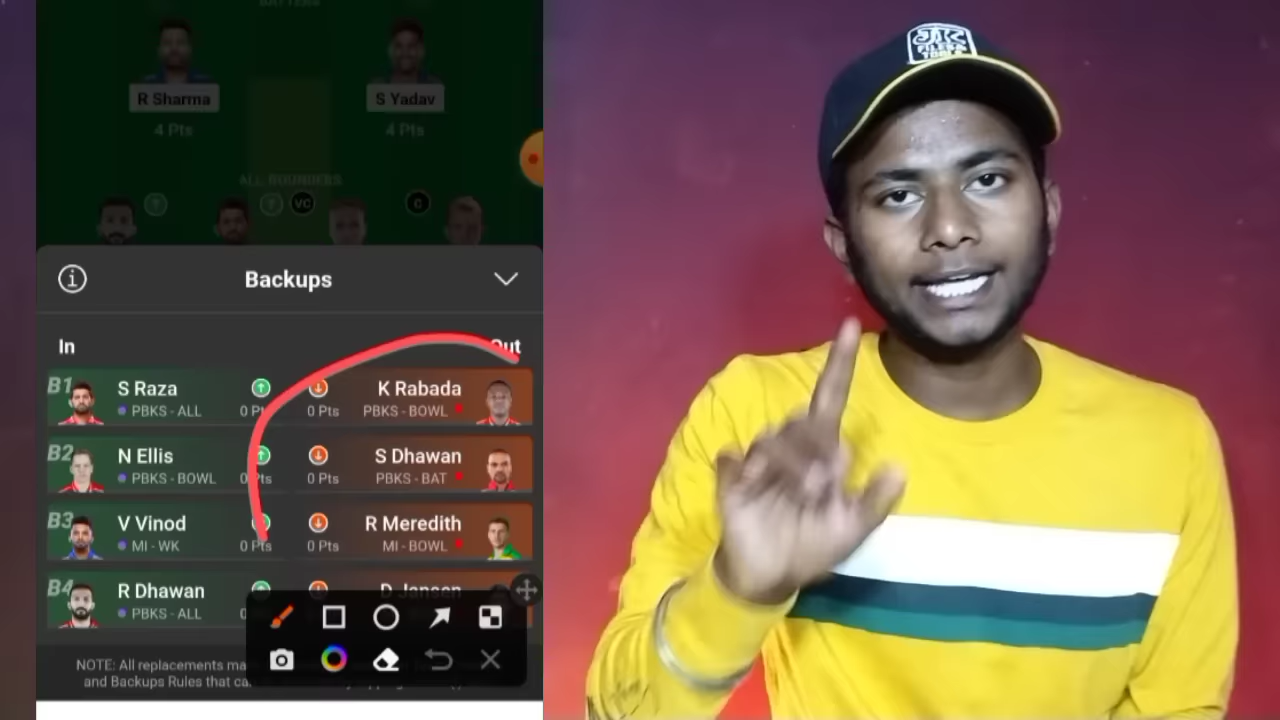 R Sharma
S Yadav
4 Pts
4 Pts
ALL ROUNDERS
VC
C
Backups
In
Out
B1
S Raza
PBKS - ALL
0 Pts
0 Pts
K Rabada
PBKS - BOWL
B2
N Ellis
PBKS - BOWL
0 Pts
0 Pts
S Dhawan
PBKS - BAT
B3
V Vinod
MI - WK
0 Pts
0 Pts
R Meredith
MI - BOWL
B4
R Dhawan
PBKS - ALL
D Jansen
NOTE: All replacements
and Backups Rules that